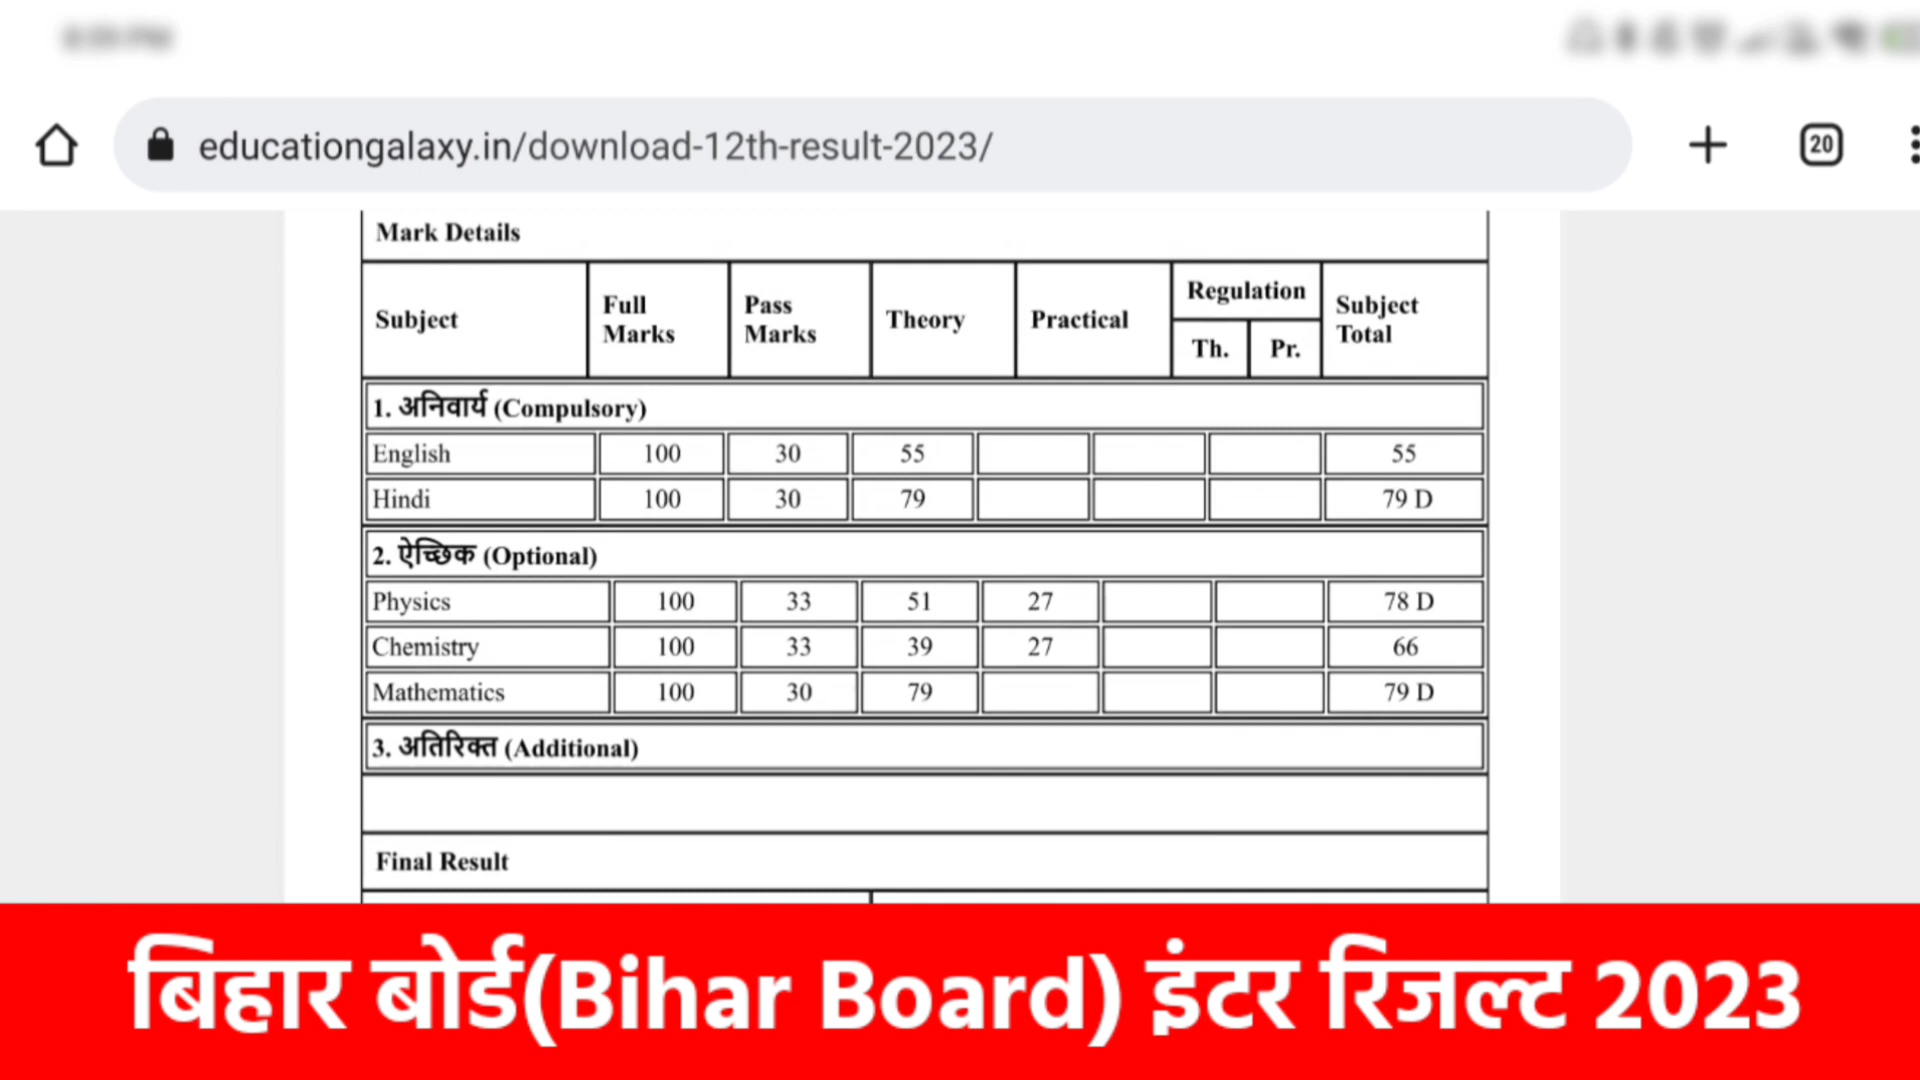 educationgalaxy.in/download-12th-result-2023/
20
Mark Details
Subject Full Marks Pass Marks Theory Practical Regulation Th. Pr. Subject Total
1. अनिवार्य (Compulsory)
English 100 30 55 55
Hindi 100 30 79 79 D
2. ऐच्छिक (Optional)
Physics 100 33 51 27 78 D
Chemistry 100 33 39 27 66
Mathematics 100 30 79 79 D
3. अतिरिक्त (Additional)
Final Result
बिहार बोर्ड(Bihar Board) इंटर रिजल्ट 2023